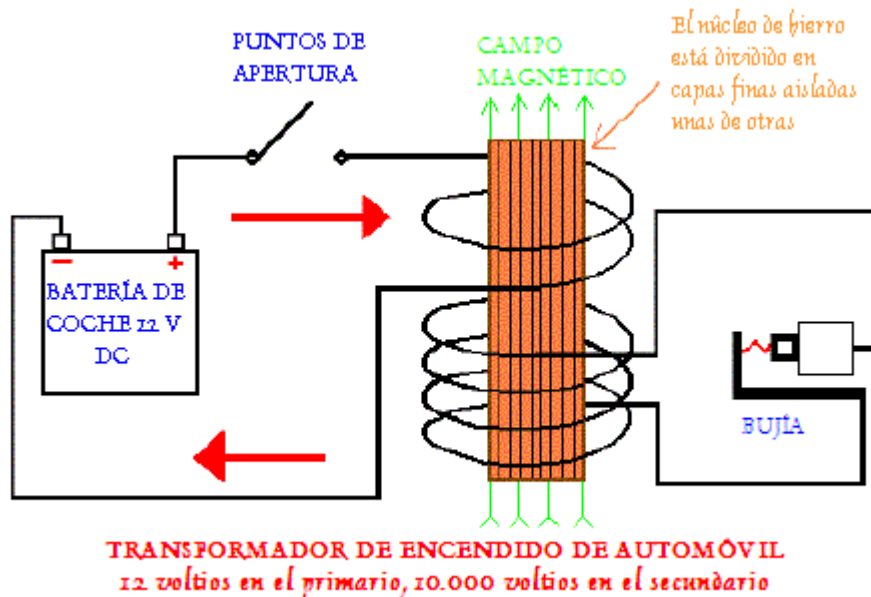 PUNTOS DE
APERTURA
CAMPO
MAGNÉTICO
El núcleo de hierro
está dividido en
capas finas aisladas
unas de otras
- +
BATERÍA DE
COCHE 12 V
DC
BUJÍA
TRANSFORMADOR DE ENCENDIDO DE AUTOMÓVIL
12 voltios en el primario, 10.000 voltios en el secundario